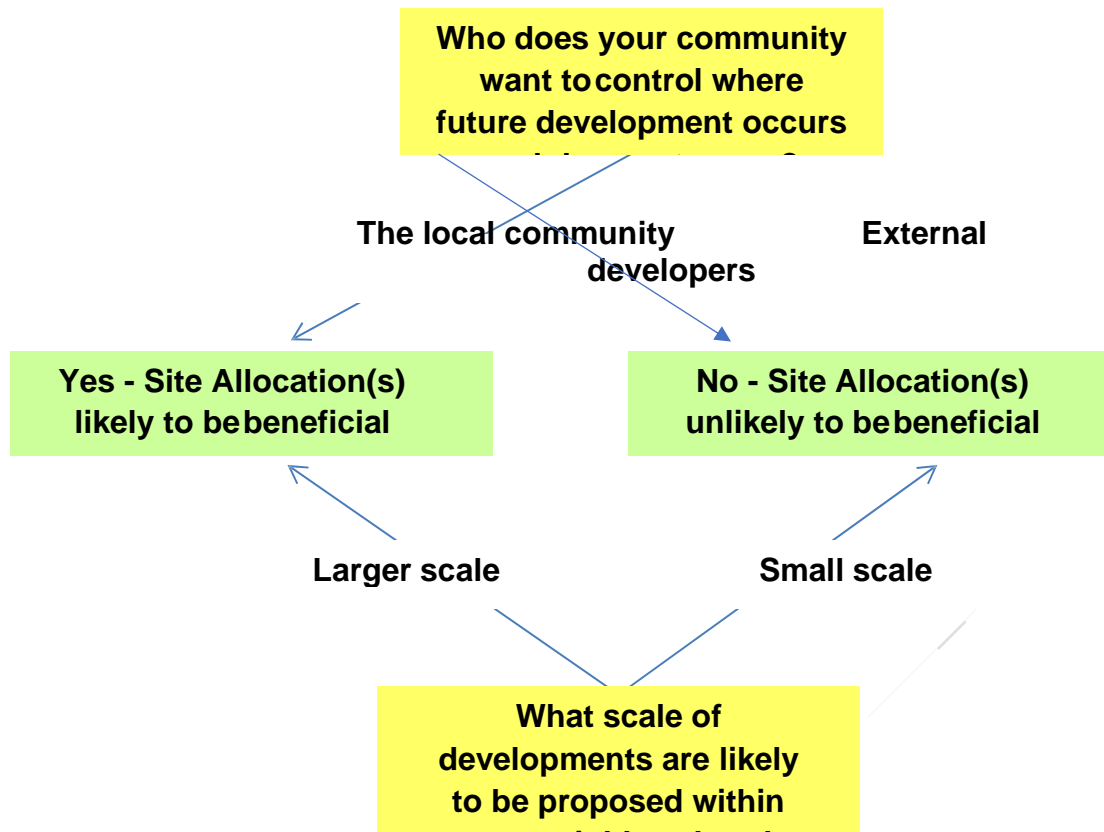 Who does your community
want to control where
future development occurs
The local community External
developers
Yes - Site Allocation(s)
likely to be beneficial
No - Site Allocation(s)
unlikely to be beneficial
Larger scale
Small scale
What scale of
developments are likely
to be proposed within